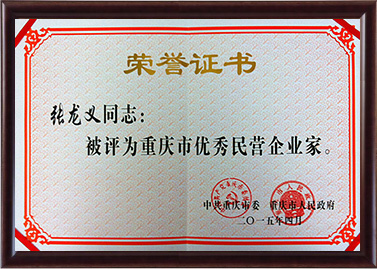 荣誉证书
张龙义同志：
被评为重庆市优秀民营企业家。
中共重庆市委 重庆市人民政府
二〇一五年四月